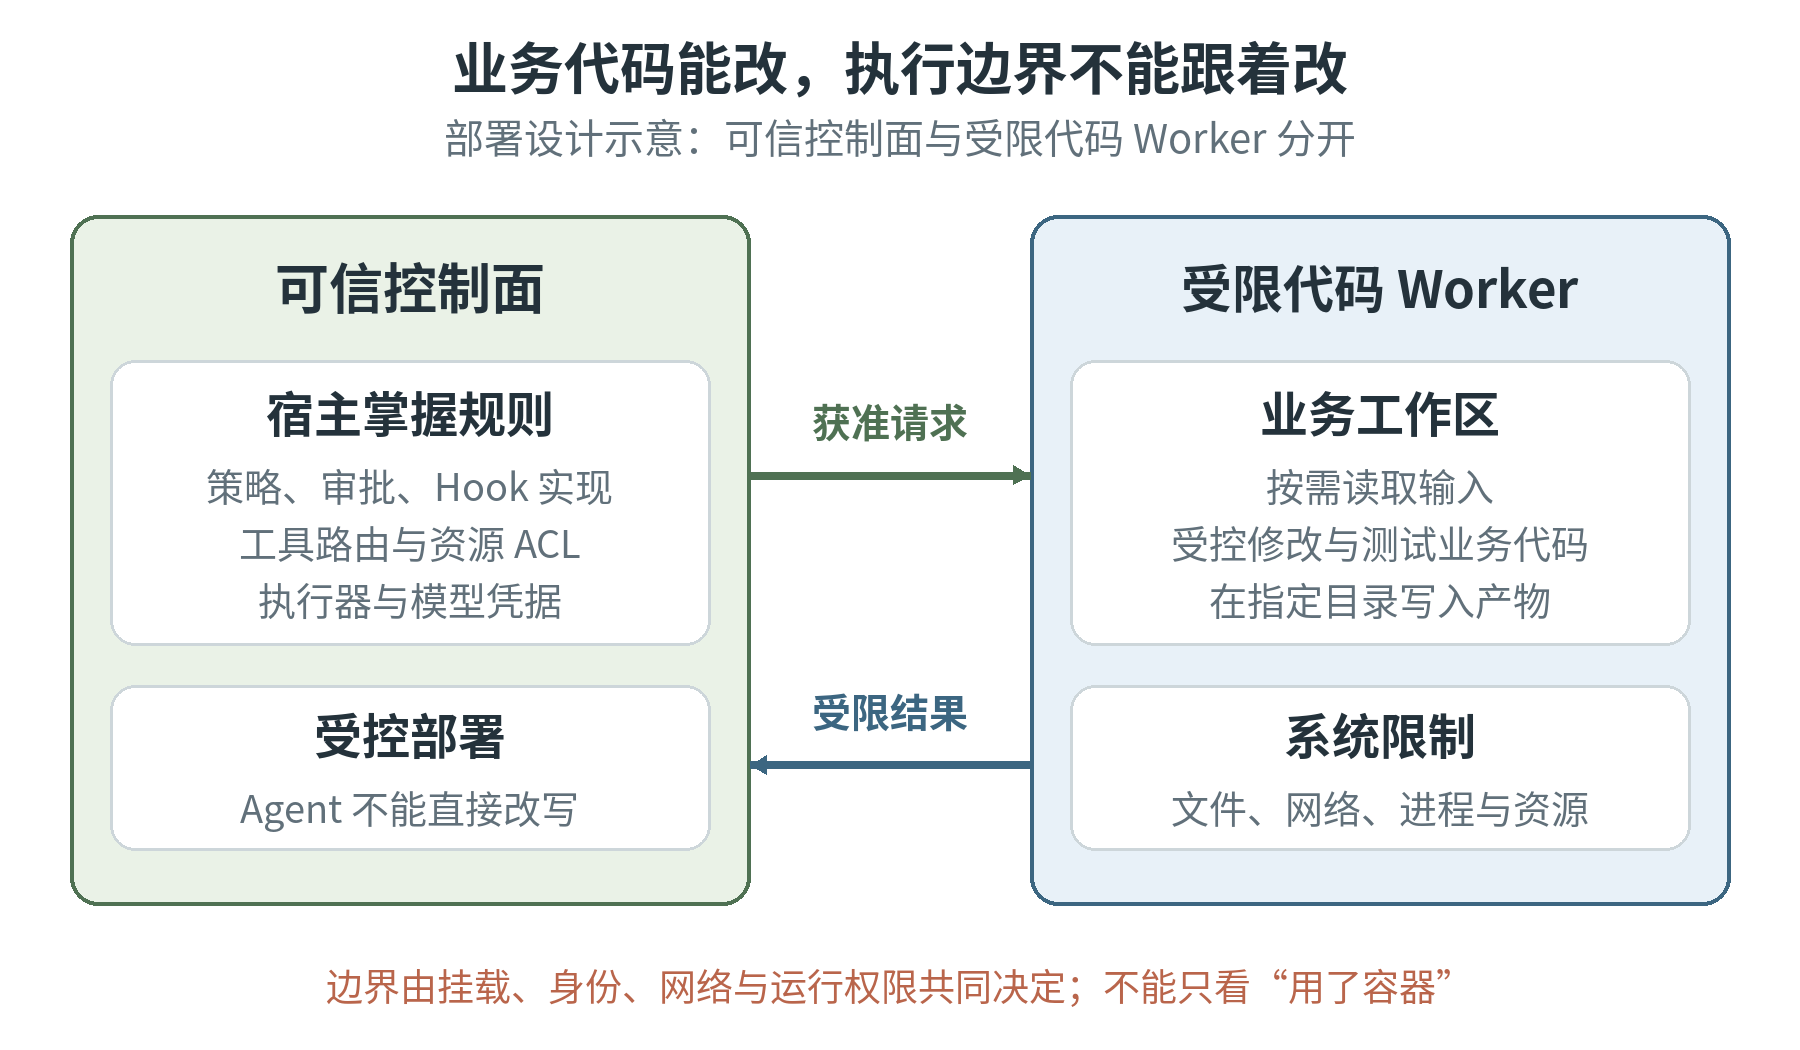 业务代码能改，执行边界不能跟着改
部署设计示意：可信控制面与受限代码 Worker 分开
可信控制面
宿主掌握规则
策略、审批、Hook 实现
工具路由与资源 ACL
执行器与模型凭据
受控部署
Agent 不能直接改写
获准请求
受限结果
受限代码 Worker
业务工作区
按需读取输入
受控修改与测试业务代码
在指定目录写入产物
系统限制
文件、网络、进程与资源
边界由挂载、身份、网络与运行权限共同决定；不能只看“用了容器”